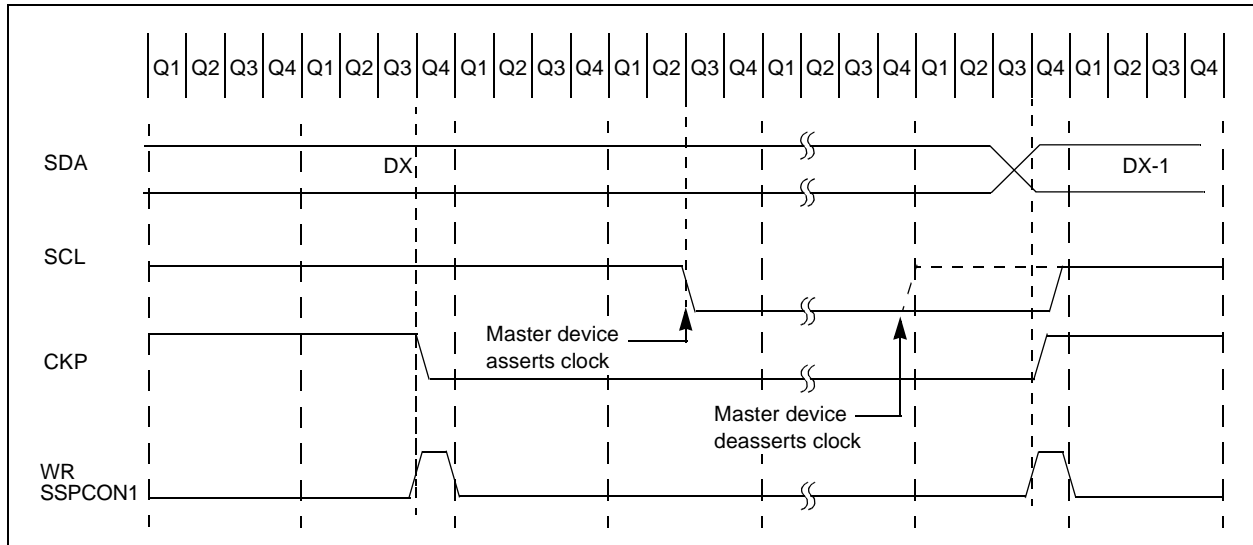 Q1 Q2 Q3 Q4 Q1 Q2 Q3 Q4 Q1 Q2 Q3 Q4 Q1 Q2 Q3 Q4 Q1 Q2 Q3 Q4 Q1 Q2 Q3 Q4 Q1 Q2 Q3 Q4
SDA
DX
DX-1
SCL
Master device
asserts clock
CKP
Master device
deasserts clock
WR
SSPCON1